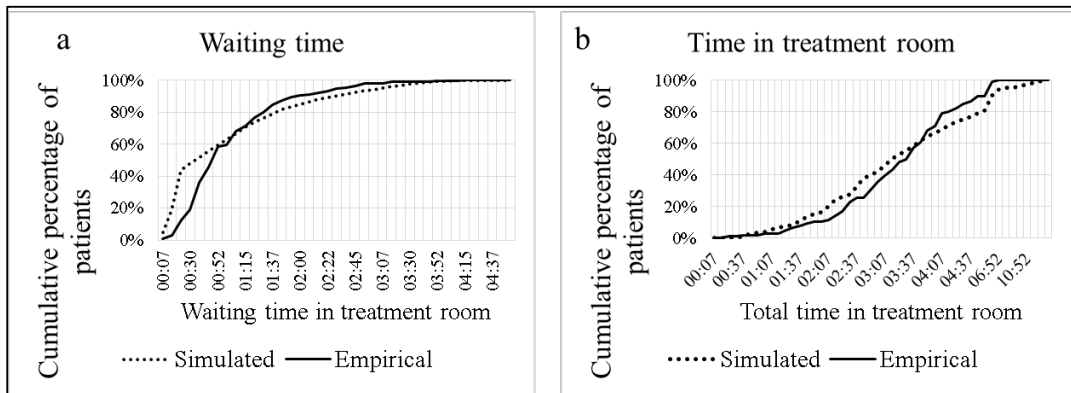 a
Waiting time
Cumulative percentage of
patients
100%
80%
60%
40%
20%
0%
00:07
00:30
00:52
01:15
01:37
02:00
02:22
02:45
03:07
03:30
03:52
04:15
04:37
Waiting time in treatment room
Simulated
Empirical
b
Time in treatment room
Cumulative percentage of
patients
100%
80%
60%
40%
20%
0%
00:07
00:37
01:07
01:37
02:07
02:37
03:07
03:37
04:07
04:37
06:52
10:52
Total time in treatment room
Simulated
Empirical